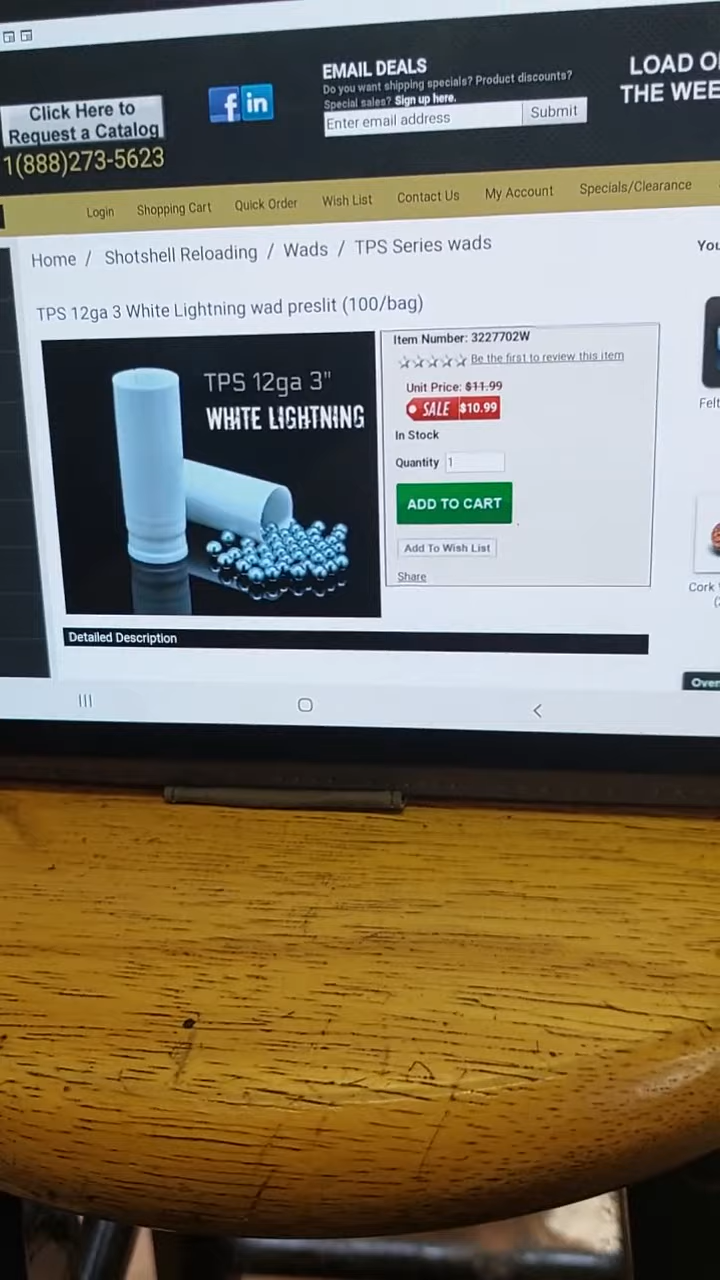 EMAIL DEALS
Do you want shipping specials? Product discounts?
Special sales? Sign up here.
Enter email address
Submit
THE WEE
Click Here to
Request a Catalog
1(888)273-5623
f in
Login
Shopping Cart
Quick Order
Wish List
Contact Us
My Account
Specials/Clearance
Home / Shotshell Reloading / Wads / TPS Series wads
You
TPS 12ga 3 White Lightning wad preslit (100/bag)
TPS 12ga 3"
WHITE LIGHTNING
Item Number: 3227702W
Be the first to review this item
Unit Price: $11.99
SALE $10.99
In Stock
Quantity 1
ADD TO CART
Add To Wish List
Share
Felt
Cork
Detailed Description
Over